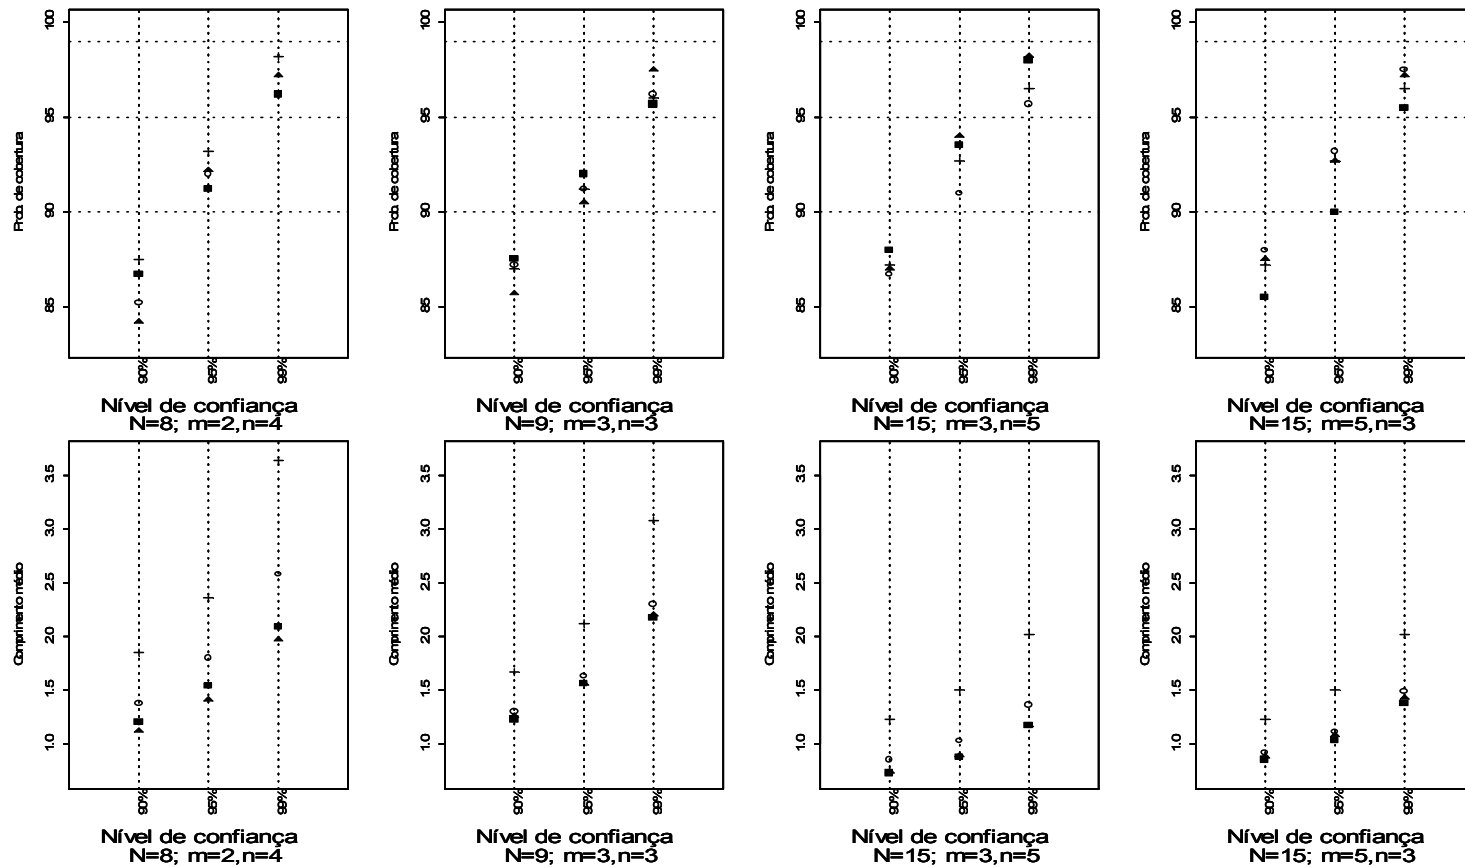 Prob. de cobertura
100
95
90
85
90%
95%
99%
Nível de confiança
N=8; m=2,n=4
Prob. de cobertura
100
95
90
85
90%
95%
99%
Nível de confiança
N=9; m=3,n=3
Prob. de cobertura
100
95
90
85
90%
95%
99%
Nível de confiança
N=15; m=3,n=5
Prob. de cobertura
100
95
90
85
90%
95%
99%
Nível de confiança
N=15; m=5,n=3
Comprimento médio
3.5
3.0
2.5
2.0
1.5
1.0
90%
95%
99%
Nível de confiança
N=8; m=2,n=4
Comprimento médio
3.5
3.0
2.5
2.0
1.5
1.0
90%
95%
99%
Nível de confiança
N=9; m=3,n=3
Comprimento médio
3.5
3.0
2.5
2.0
1.5
1.0
90%
95%
99%
Nível de confiança
N=15; m=3,n=5
Comprimento médio
3.5
3.0
2.5
2.0
1.5
1.0
90%
95%
99%
Nível de confiança
N=15; m=5,n=3